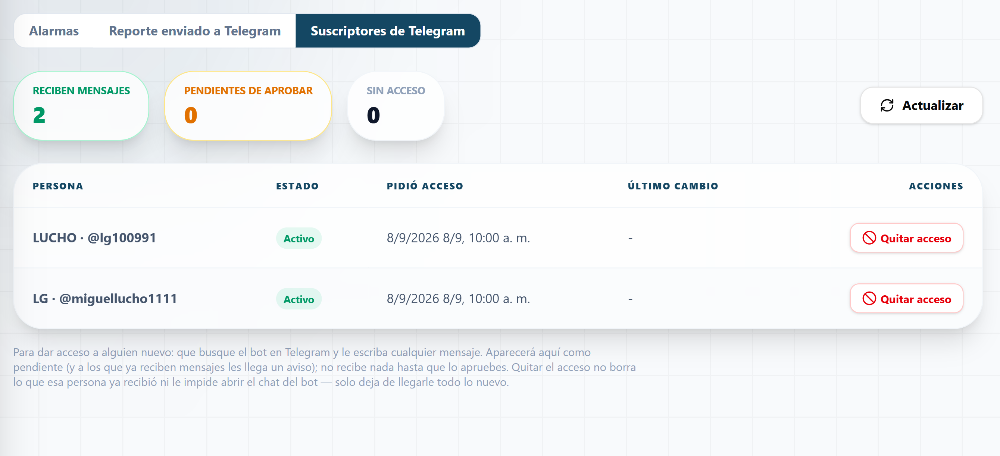 Alarmas Reporte enviado a Telegram Suscriptores de Telegram
RECIBEN MENSAJES PENDIENTES DE APROBAR SIN ACCESO
2 0 0
Actualizar
PERSONA ESTADO PIDIÓ ACCESO ÚLTIMO CAMBIO ACCIONES
LUCHO · @lg100991 Activo 8/9/2026 8/9, 10:00 a. m. - Quitar acceso
LG · @miguellucho1111 Activo 8/9/2026 8/9, 10:00 a. m. - Quitar acceso
Para dar acceso a alguien nuevo: que busque el bot en Telegram y le escriba cualquier mensaje. Aparecerá aquí como
pendiente (y a los que ya reciben mensajes les llega un aviso); no recibe nada hasta que lo apruebes. Quitar el acceso no borra
lo que esa persona ya recibió ni le impide abrir el chat del bot — solo deja de llegarle todo lo nuevo.